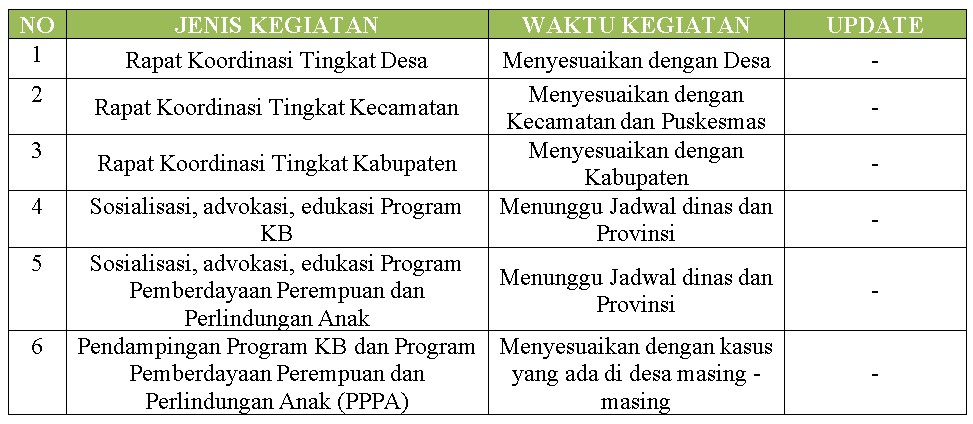 NO JENIS KEGIATAN WAKTU KEGIATAN UPDATE
1 Rapat Koordinasi Tingkat Desa Menyesuaikan dengan Desa -
2 Rapat Koordinasi Tingkat Kecamatan Menyesuaikan dengan
Kecamatan dan Puskesmas -
3 Rapat Koordinasi Tingkat Kabupaten Menyesuaikan dengan
Kabupaten -
4 Sosialisasi, advokasi, edukasi Program
KB Menunggu Jadwal dinas dan
Provinsi -
5 Sosialisasi, advokasi, edukasi Program
Pemberdayaan Perempuan dan
Perlindungan Anak Menunggu Jadwal dinas dan
Provinsi -
6 Pendampingan Program KB dan Program
Pemberdayaan Perempuan dan
Perlindungan Anak (PPPA) Menyesuaikan dengan kasus
yang ada di desa masing -
masing -